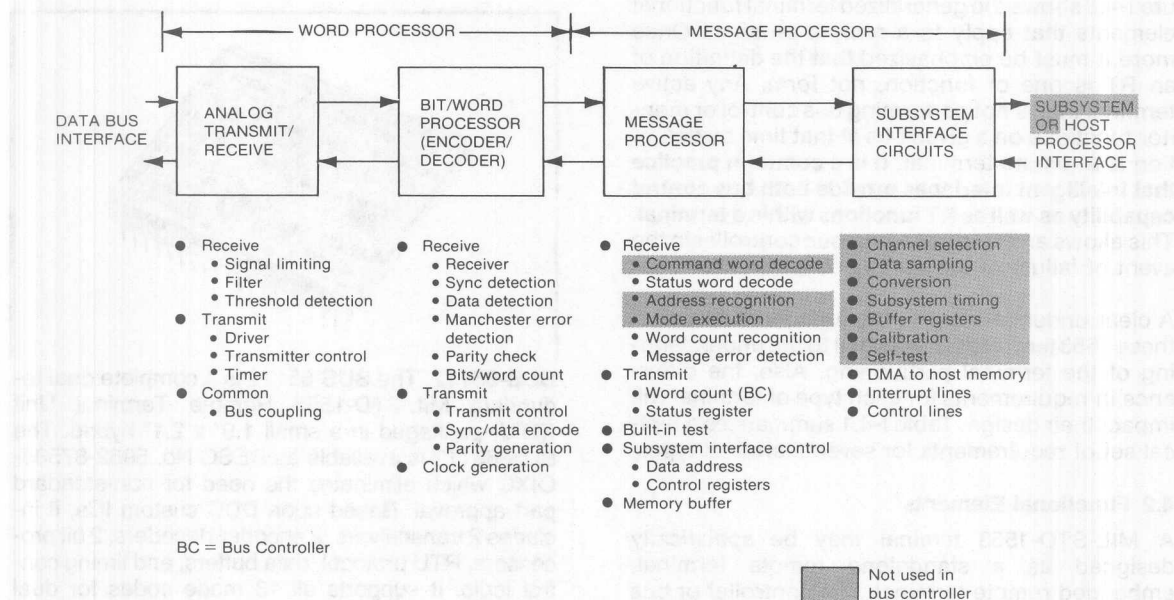 WORD PROCESSOR
MESSAGE PROCESSOR
DATA BUS
INTERFACE
ANALOG
TRANSMIT/
RECEIVE
BIT/WORD
PROCESSOR
(ENCODER/
DECODER)
MESSAGE
PROCESSOR
SUBSYSTEM
INTERFACE
CIRCUITS
SUBSYSTEM
OR HOST
PROCESSOR
INTERFACE
● Receive
• Signal limiting
• Filter
• Threshold detection
● Transmit
• Driver
• Transmitter control
• Timer
● Common
• Bus coupling
● Receive
• Receiver
• Sync detection
• Data detection
• Manchester error
detection
• Parity check
• Bits/word count
● Transmit
• Transmit control
• Sync/data encode
• Parity generation
● Clock generation
● Receive
• Command word decode
• Status word decode
• Address recognition
• Mode execution
• Word count recognition
• Message error detection
● Transmit
• Word count (BC)
• Status register
● Built-in test
● Subsystem interface control
• Data address
• Control registers
● Memory buffer
● Channel selection
● Data sampling
● Conversion
● Subsystem timing
● Buffer registers
● Calibration
● Self-test
● DMA to host memory
● Interrupt line
● Control lines
BC = Bus Controller
Not used in
bus controller